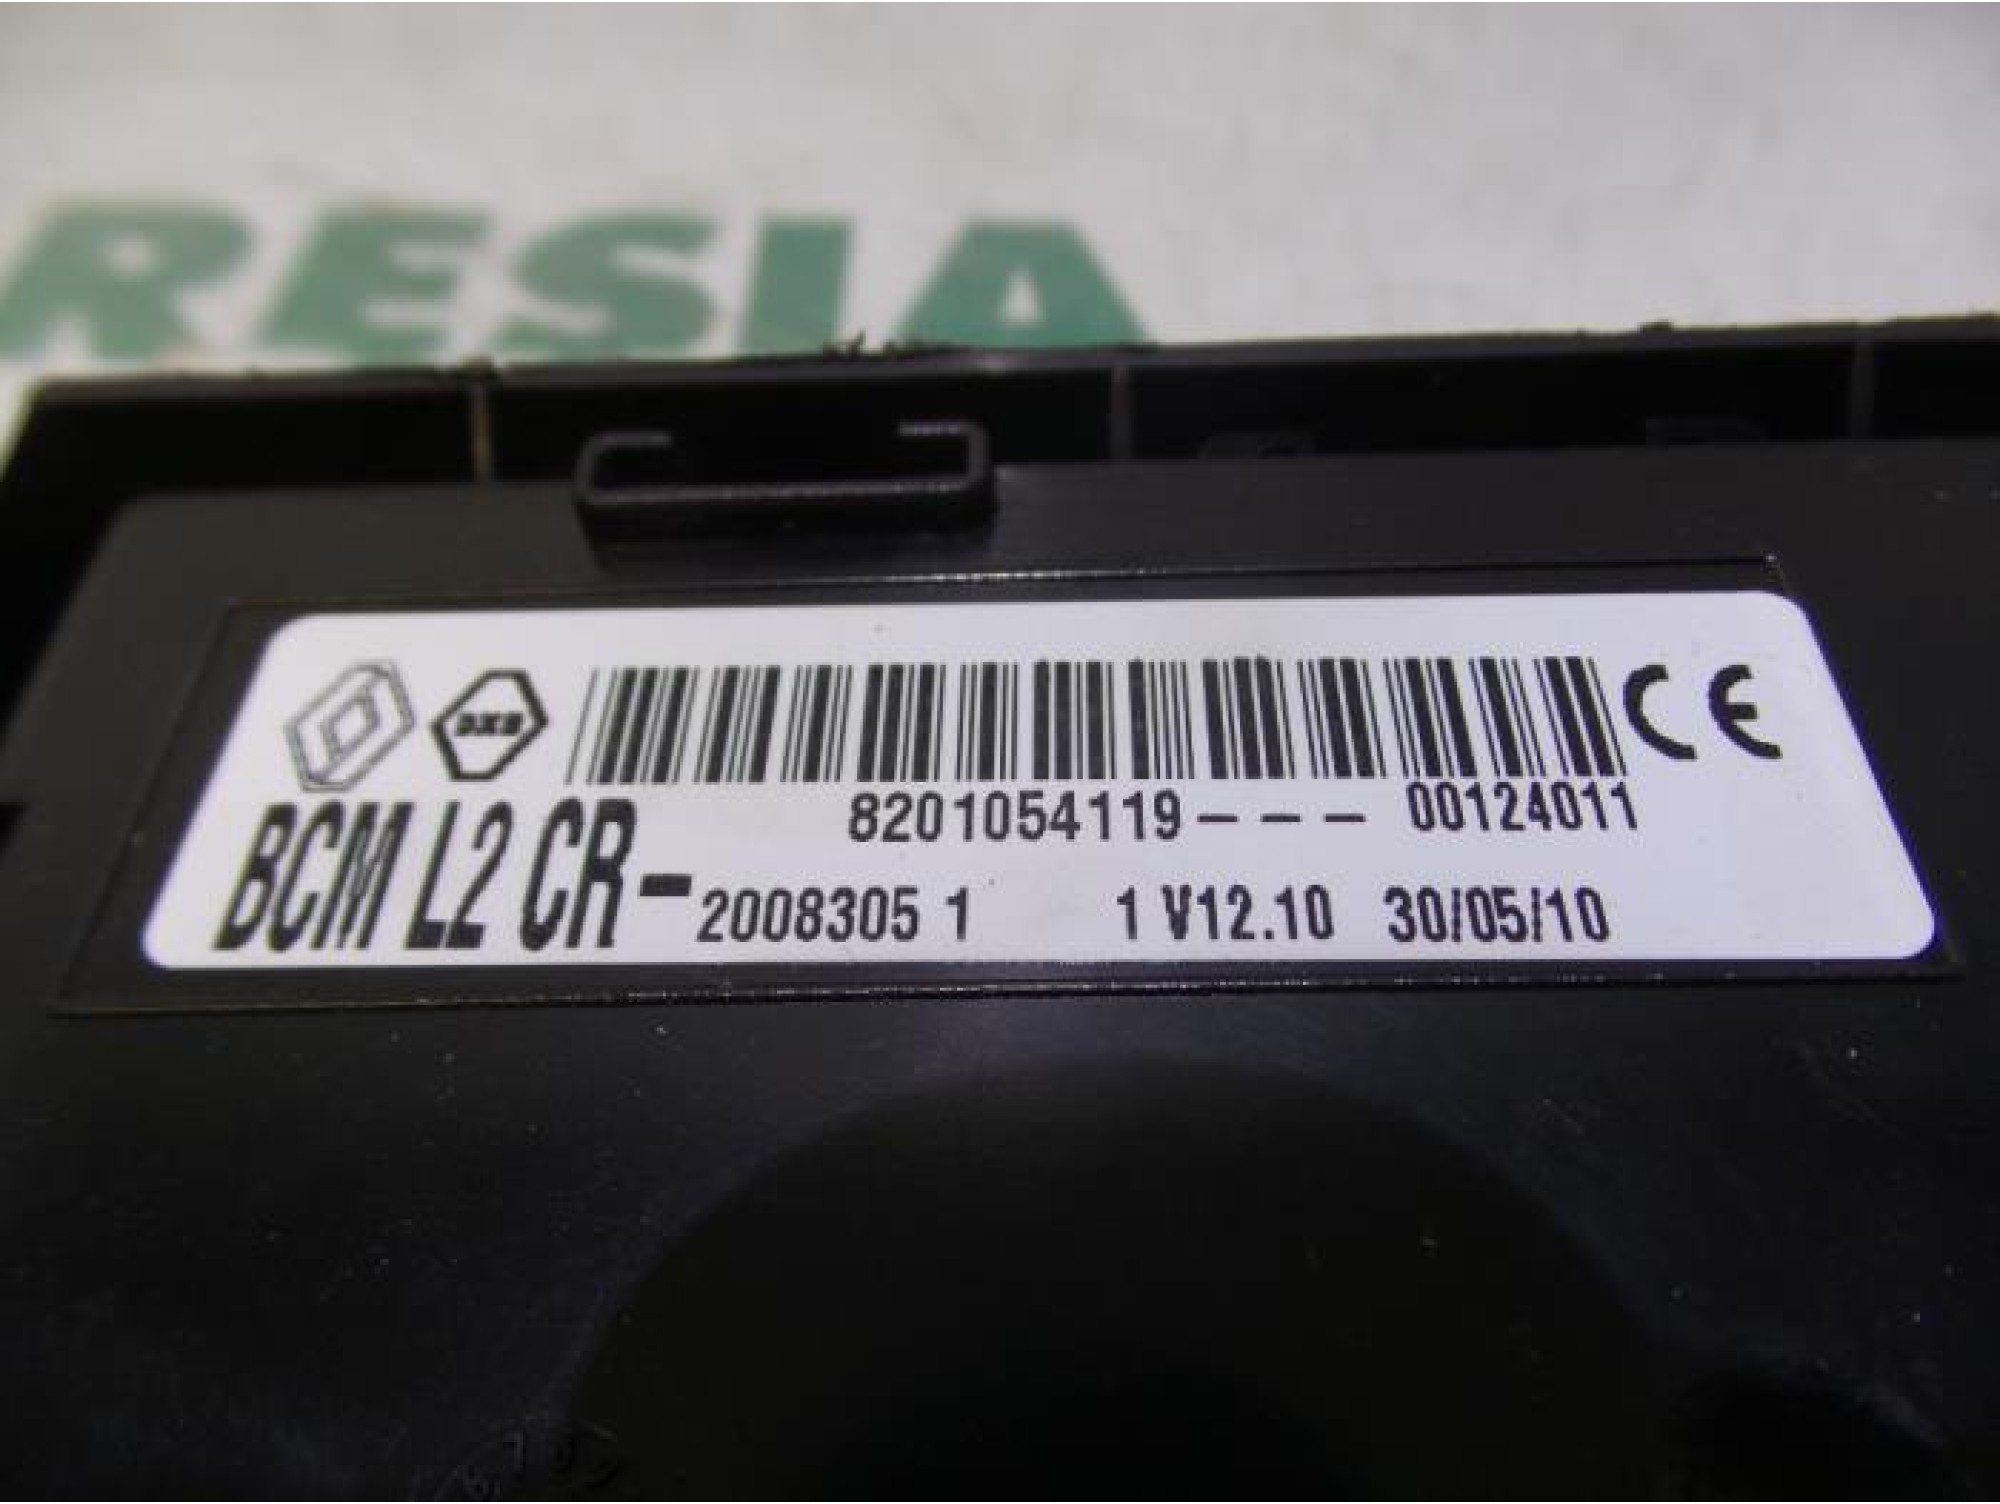 RESIA
CE
8201054119--- 00124011
BCM L2 CR-2008305 1 1 V12.10 30/05/10